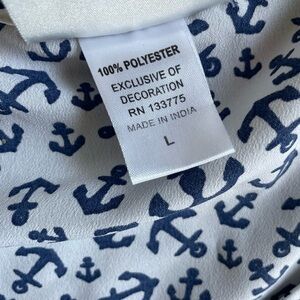 100% POLYESTER
EXCLUSIVE OF
DECORATION
RN 133775
MADE IN INDIA
L